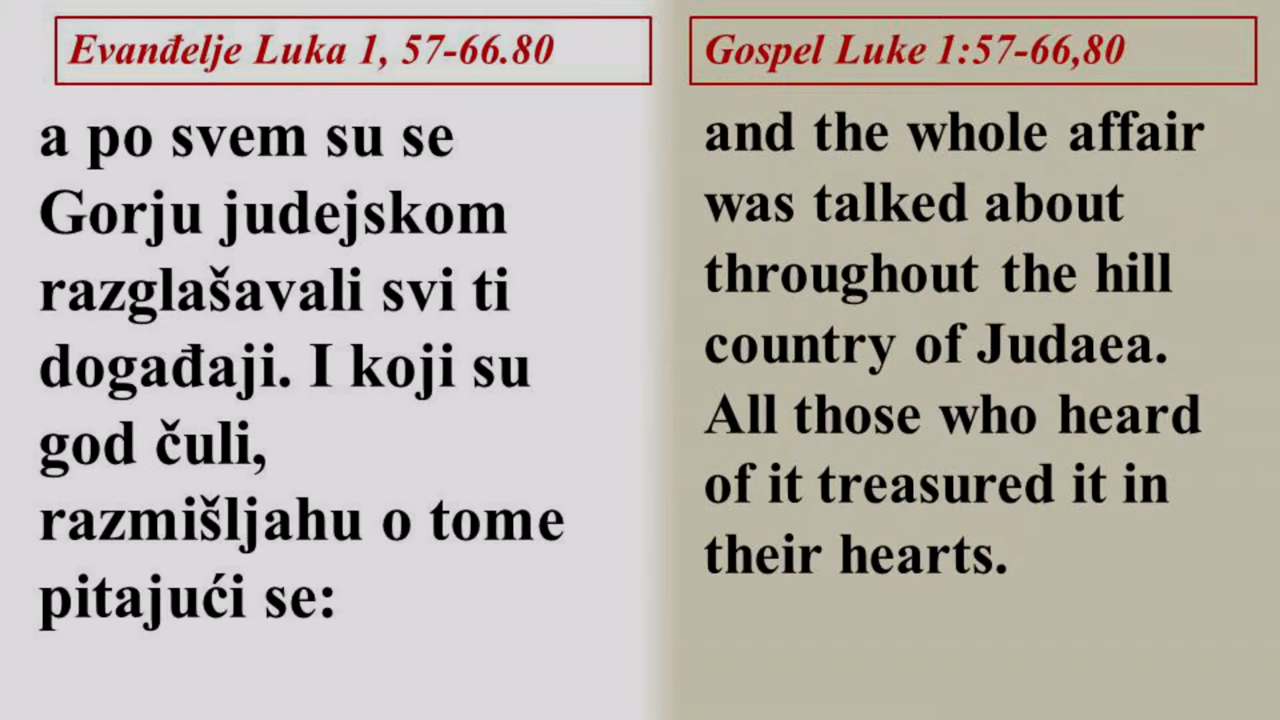 Evanđelje Luka 1, 57-66.80
a po svem su se
Gorju judejskom
razglašavali svi ti
događaji. I koji su
god čuli,
razmišljahu o tome
pitajući se:
Gospel Luke 1:57-66,80
and the whole affair
was talked about
throughout the hill
country of Judaea.
All those who heard
of it treasured it in
their hearts.